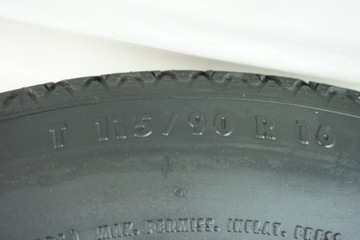 T 115/90 R 16
MAX. PERMISS. INFLAT. PRESS.